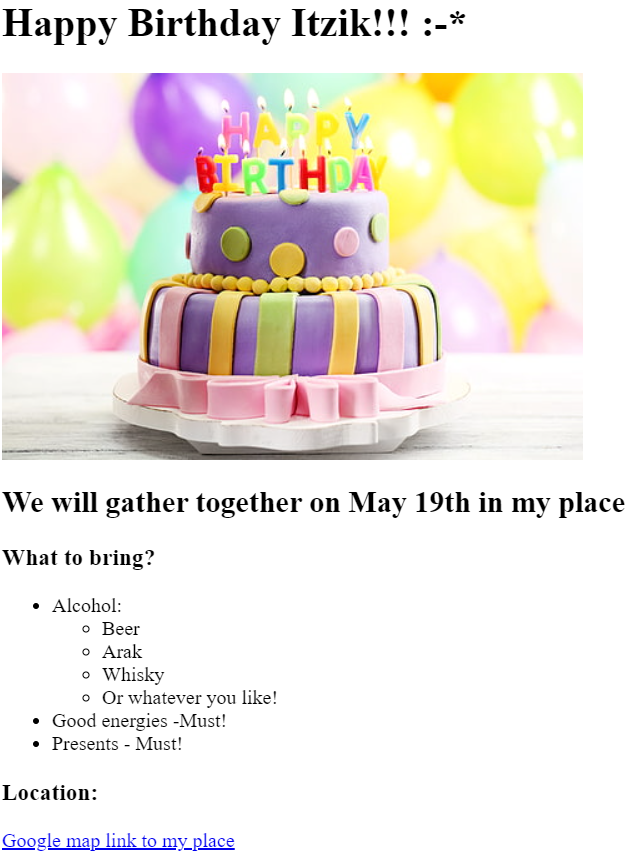 Happy Birthday Itzik!!! :-*
HAPPY
BIRTHDAY
We will gather together on May 19th in my place
What to bring?
Alcohol:
Beer
Arak
Whisky
Or whatever you like!
Good energies -Must!
Presents - Must!
Location:
Google map link to my place